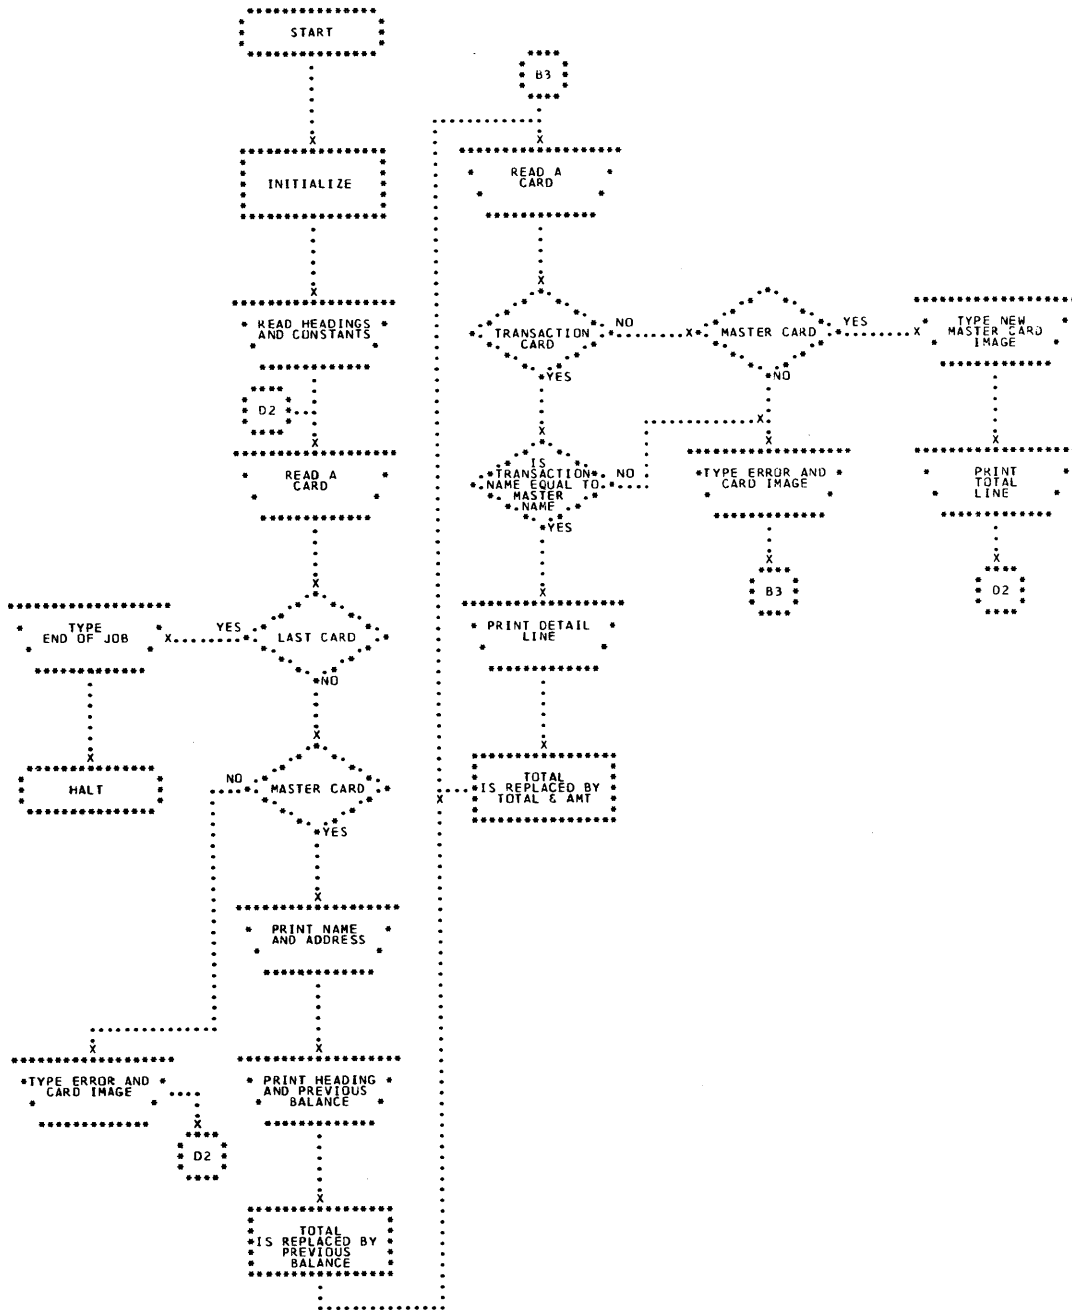 START
INITIALIZE
READ HEADINGS
AND CONSTANTS
D2
READ A
CARD
LAST CARD
YES
NO
TYPE
END OF JOB
HALT
MASTER CARD
NO
YES
PRINT NAME
AND ADDRESS
TYPE ERROR AND
CARD IMAGE
D2
PRINT HEADING
AND PREVIOUS
BALANCE
TOTAL
IS REPLACED BY
PREVIOUS
BALANCE
B3
READ A
CARD
TRANSACTION
CARD
NO
YES
MASTER CARD
YES
NO
TYPE NEW
MASTER CARD
IMAGE
IS
TRANSACTION
NAME EQUAL TO
MASTER
NAME
NO
YES
TYPE ERROR AND
CARD IMAGE
B3
PRINT
TOTAL
LINE
D2
PRINT DETAIL
LINE
TOTAL
IS REPLACED BY
TOTAL & AMT